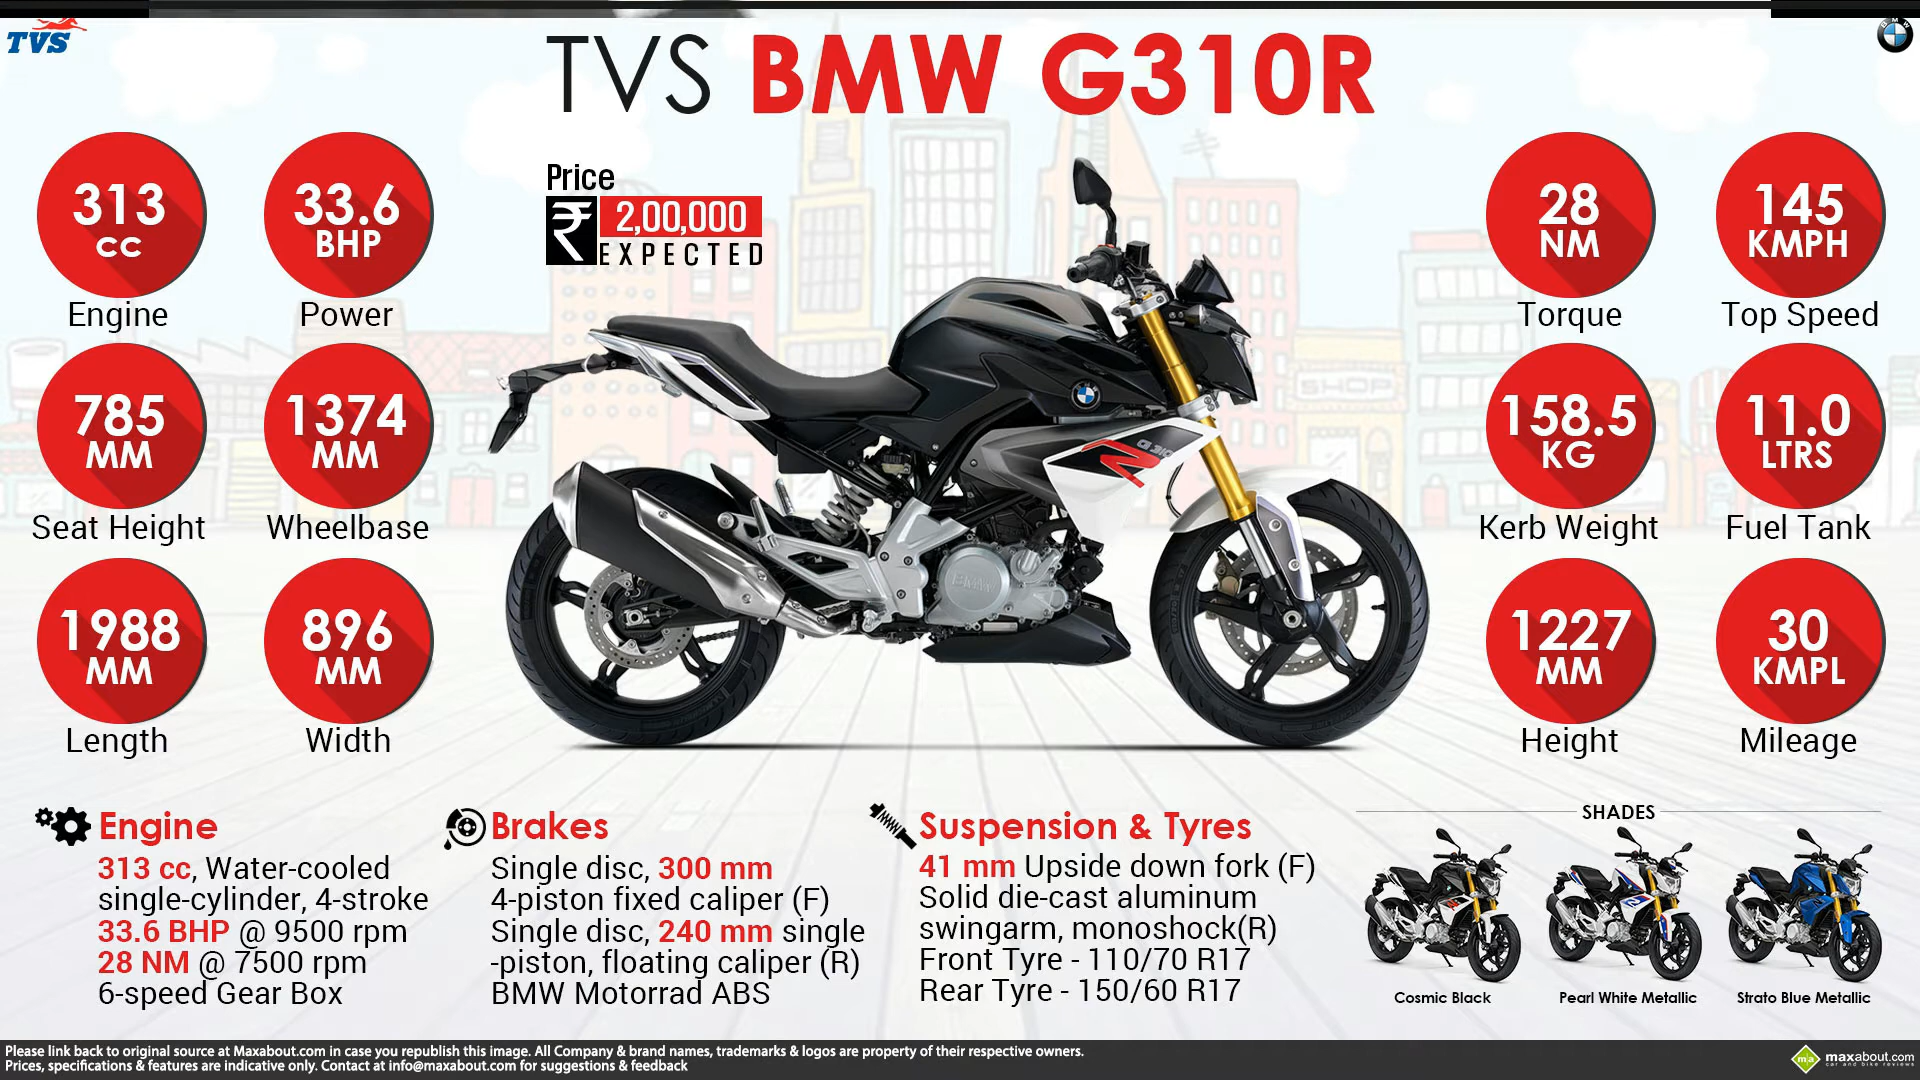 TVS
BMW
TVS BMW G310R
Price
₹ 2,00,000
EXPECTED
313
CC
Engine
33.6
BHP
Power
28
NM
Torque
145
KMPH
Top Speed
785
MM
Seat Height
1374
MM
Wheelbase
158.5
KG
Kerb Weight
11.0
LTRS
Fuel Tank
1988
MM
Length
896
MM
Width
1227
MM
Height
30
KMPL
Mileage
SHOP
G 310
BMW
Engine
313 cc, Water-cooled
single-cylinder, 4-stroke
33.6 BHP @ 9500 rpm
28 NM @ 7500 rpm
6-speed Gear Box
Brakes
Single disc, 300 mm
4-piston fixed caliper (F)
Single disc, 240 mm single
-piston, floating caliper (R)
BMW Motorrad ABS
Suspension & Tyres
41 mm Upside down fork (F)
Solid die-cast aluminum
swingarm, monoshock(R)
Front Tyre - 110/70 R17
Rear Tyre - 150/60 R17
SHADES
Cosmic Black
Pearl White Metallic
Strato Blue Metallic
Please link back to original source at Maxabout.com in case you republish this image. All Company & brand names, trademarks & logos are property of their respective owners.
Prices, specifications & features are indicative only. Contact at info@maxabout.com for suggestions & feedback
m a
maxabout.com
car and bike reviews